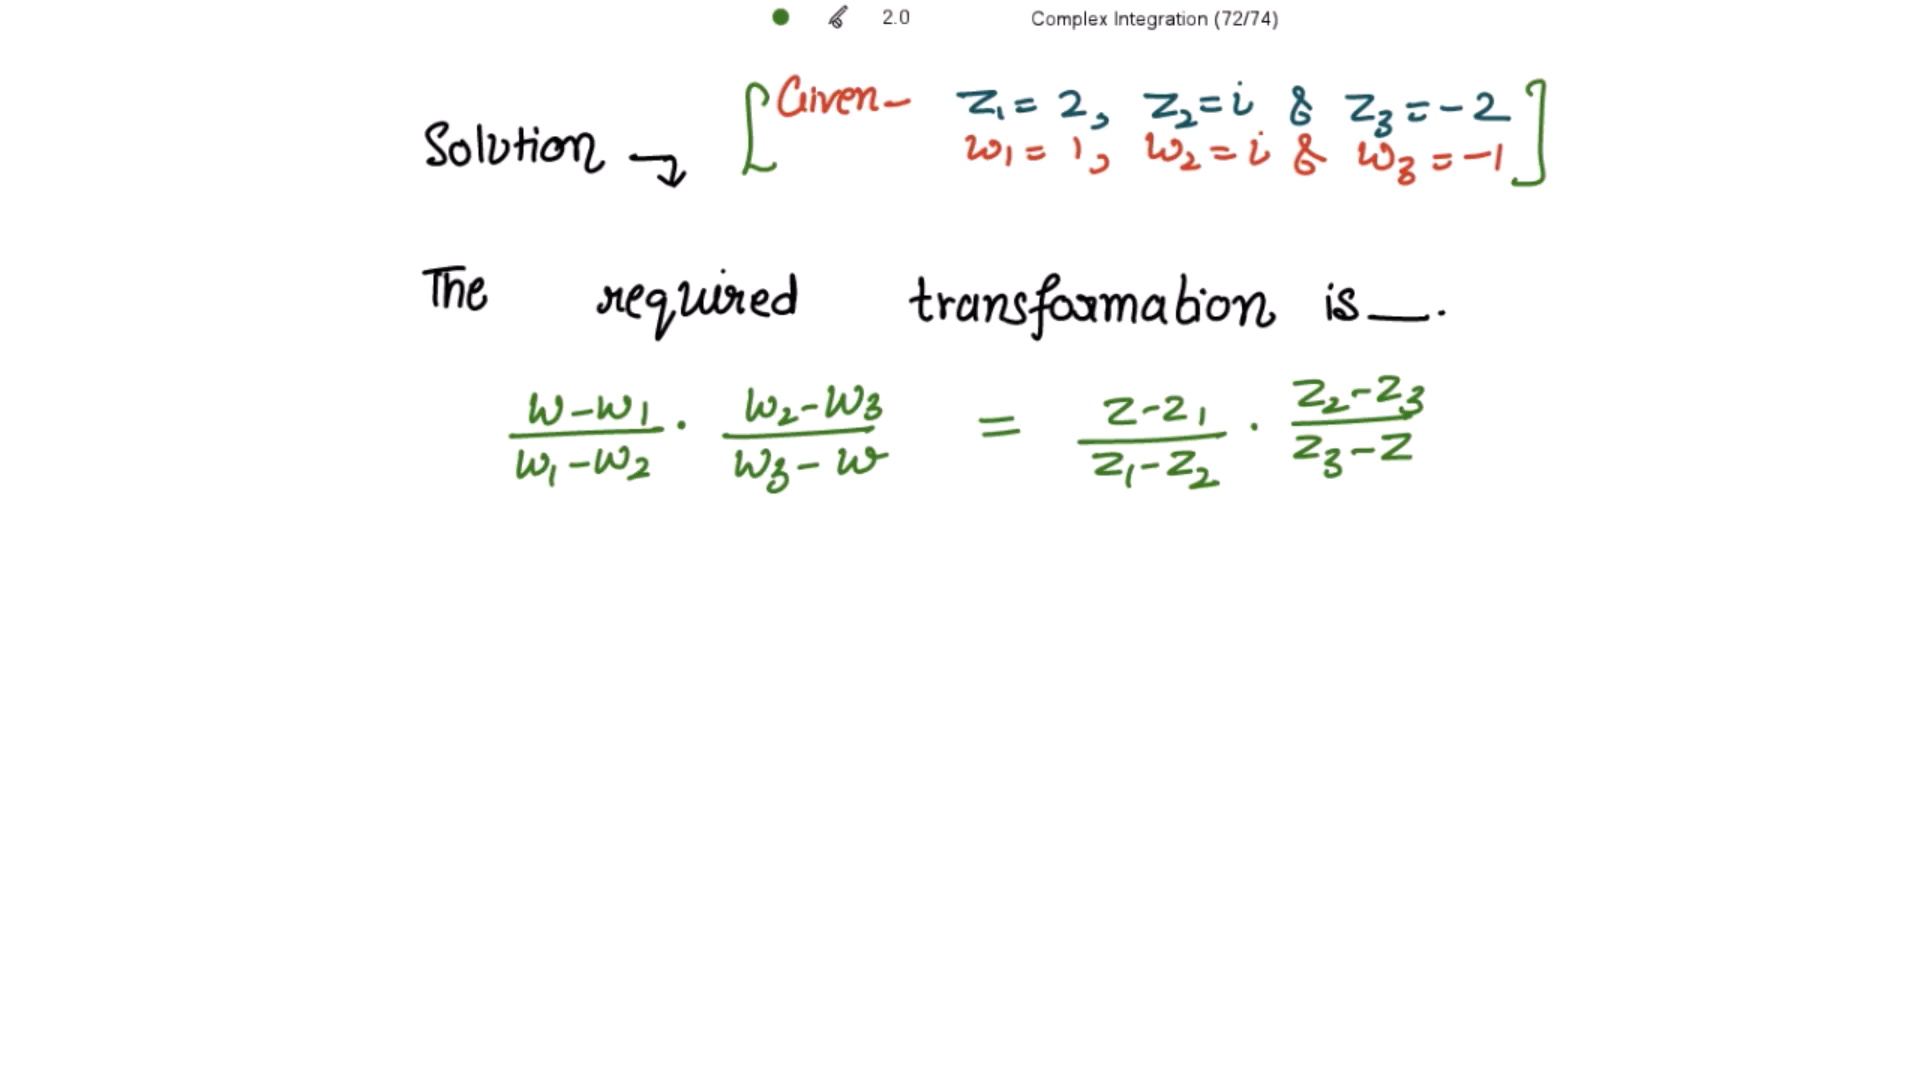 2.0 Complex Integration (72/74)
Solution → [Given- z₁ = 2, z₂ = i & z₃ = -2
w₁ = 1, w₂ = i & w₃ = -1]
The required transformation is —.
(w-w₁)/(w₁-w₂) · (w₂-w₃)/(w₃-w) = (z-z₁)/(z₁-z₂) · (z₂-z₃)/(z₃-z)